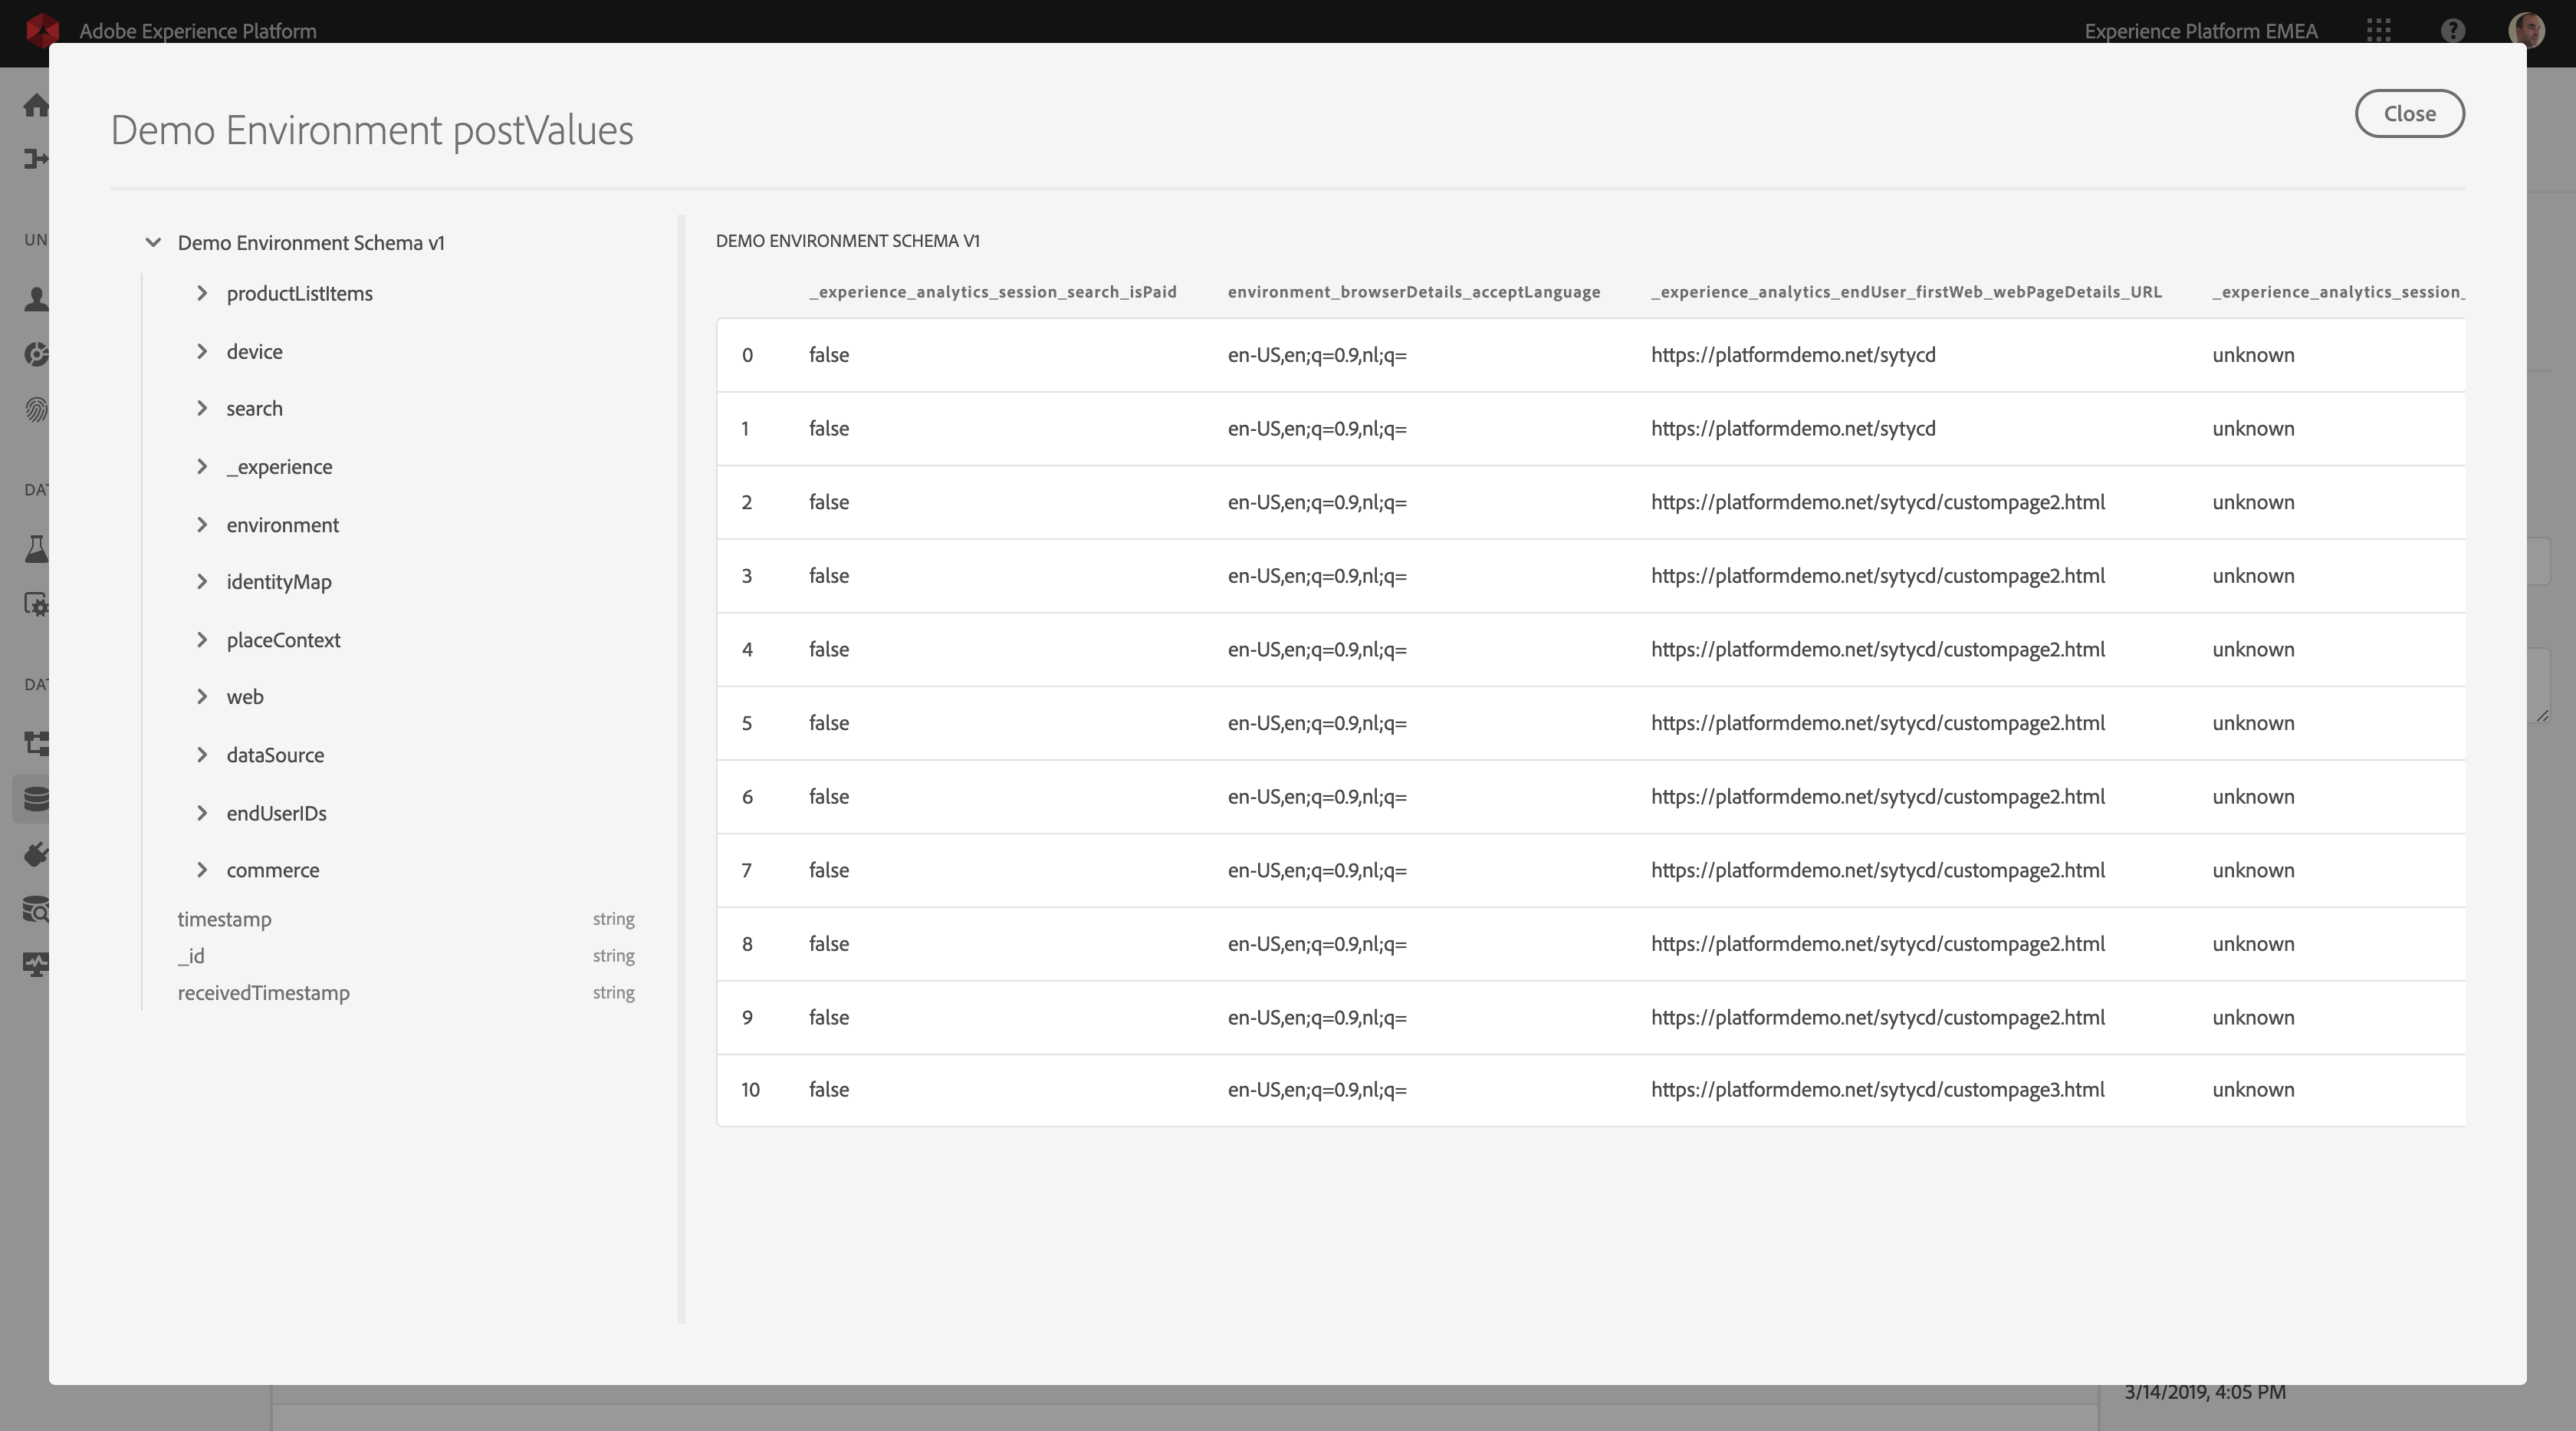 Adobe Experience Platform
Experience Platform EMEA
Demo Environment postValues
Close
UN
DAT
DAT
Demo Environment Schema v1
productListItems
device
search
_experience
environment
identityMap
placeContext
web
dataSource
endUserIDs
commerce
timestamp string
_id string
receivedTimestamp string
DEMO ENVIRONMENT SCHEMA V1
_experience_analytics_session_search_isPaid environment_browserDetails_acceptLanguage _experience_analytics_endUser_firstWeb_webPageDetails_URL _experience_analytics_session_
0 false en-US,en;q=0.9,nl;q= https://platformdemo.net/sytycd unknown
1 false en-US,en;q=0.9,nl;q= https://platformdemo.net/sytycd unknown
2 false en-US,en;q=0.9,nl;q= https://platformdemo.net/sytycd/custompage2.html unknown
3 false en-US,en;q=0.9,nl;q= https://platformdemo.net/sytycd/custompage2.html unknown
4 false en-US,en;q=0.9,nl;q= https://platformdemo.net/sytycd/custompage2.html unknown
5 false en-US,en;q=0.9,nl;q= https://platformdemo.net/sytycd/custompage2.html unknown
6 false en-US,en;q=0.9,nl;q= https://platformdemo.net/sytycd/custompage2.html unknown
7 false en-US,en;q=0.9,nl;q= https://platformdemo.net/sytycd/custompage2.html unknown
8 false en-US,en;q=0.9,nl;q= https://platformdemo.net/sytycd/custompage2.html unknown
9 false en-US,en;q=0.9,nl;q= https://platformdemo.net/sytycd/custompage2.html unknown
10 false en-US,en;q=0.9,nl;q= https://platformdemo.net/sytycd/custompage3.html unknown
3/14/2019, 4:05 PM